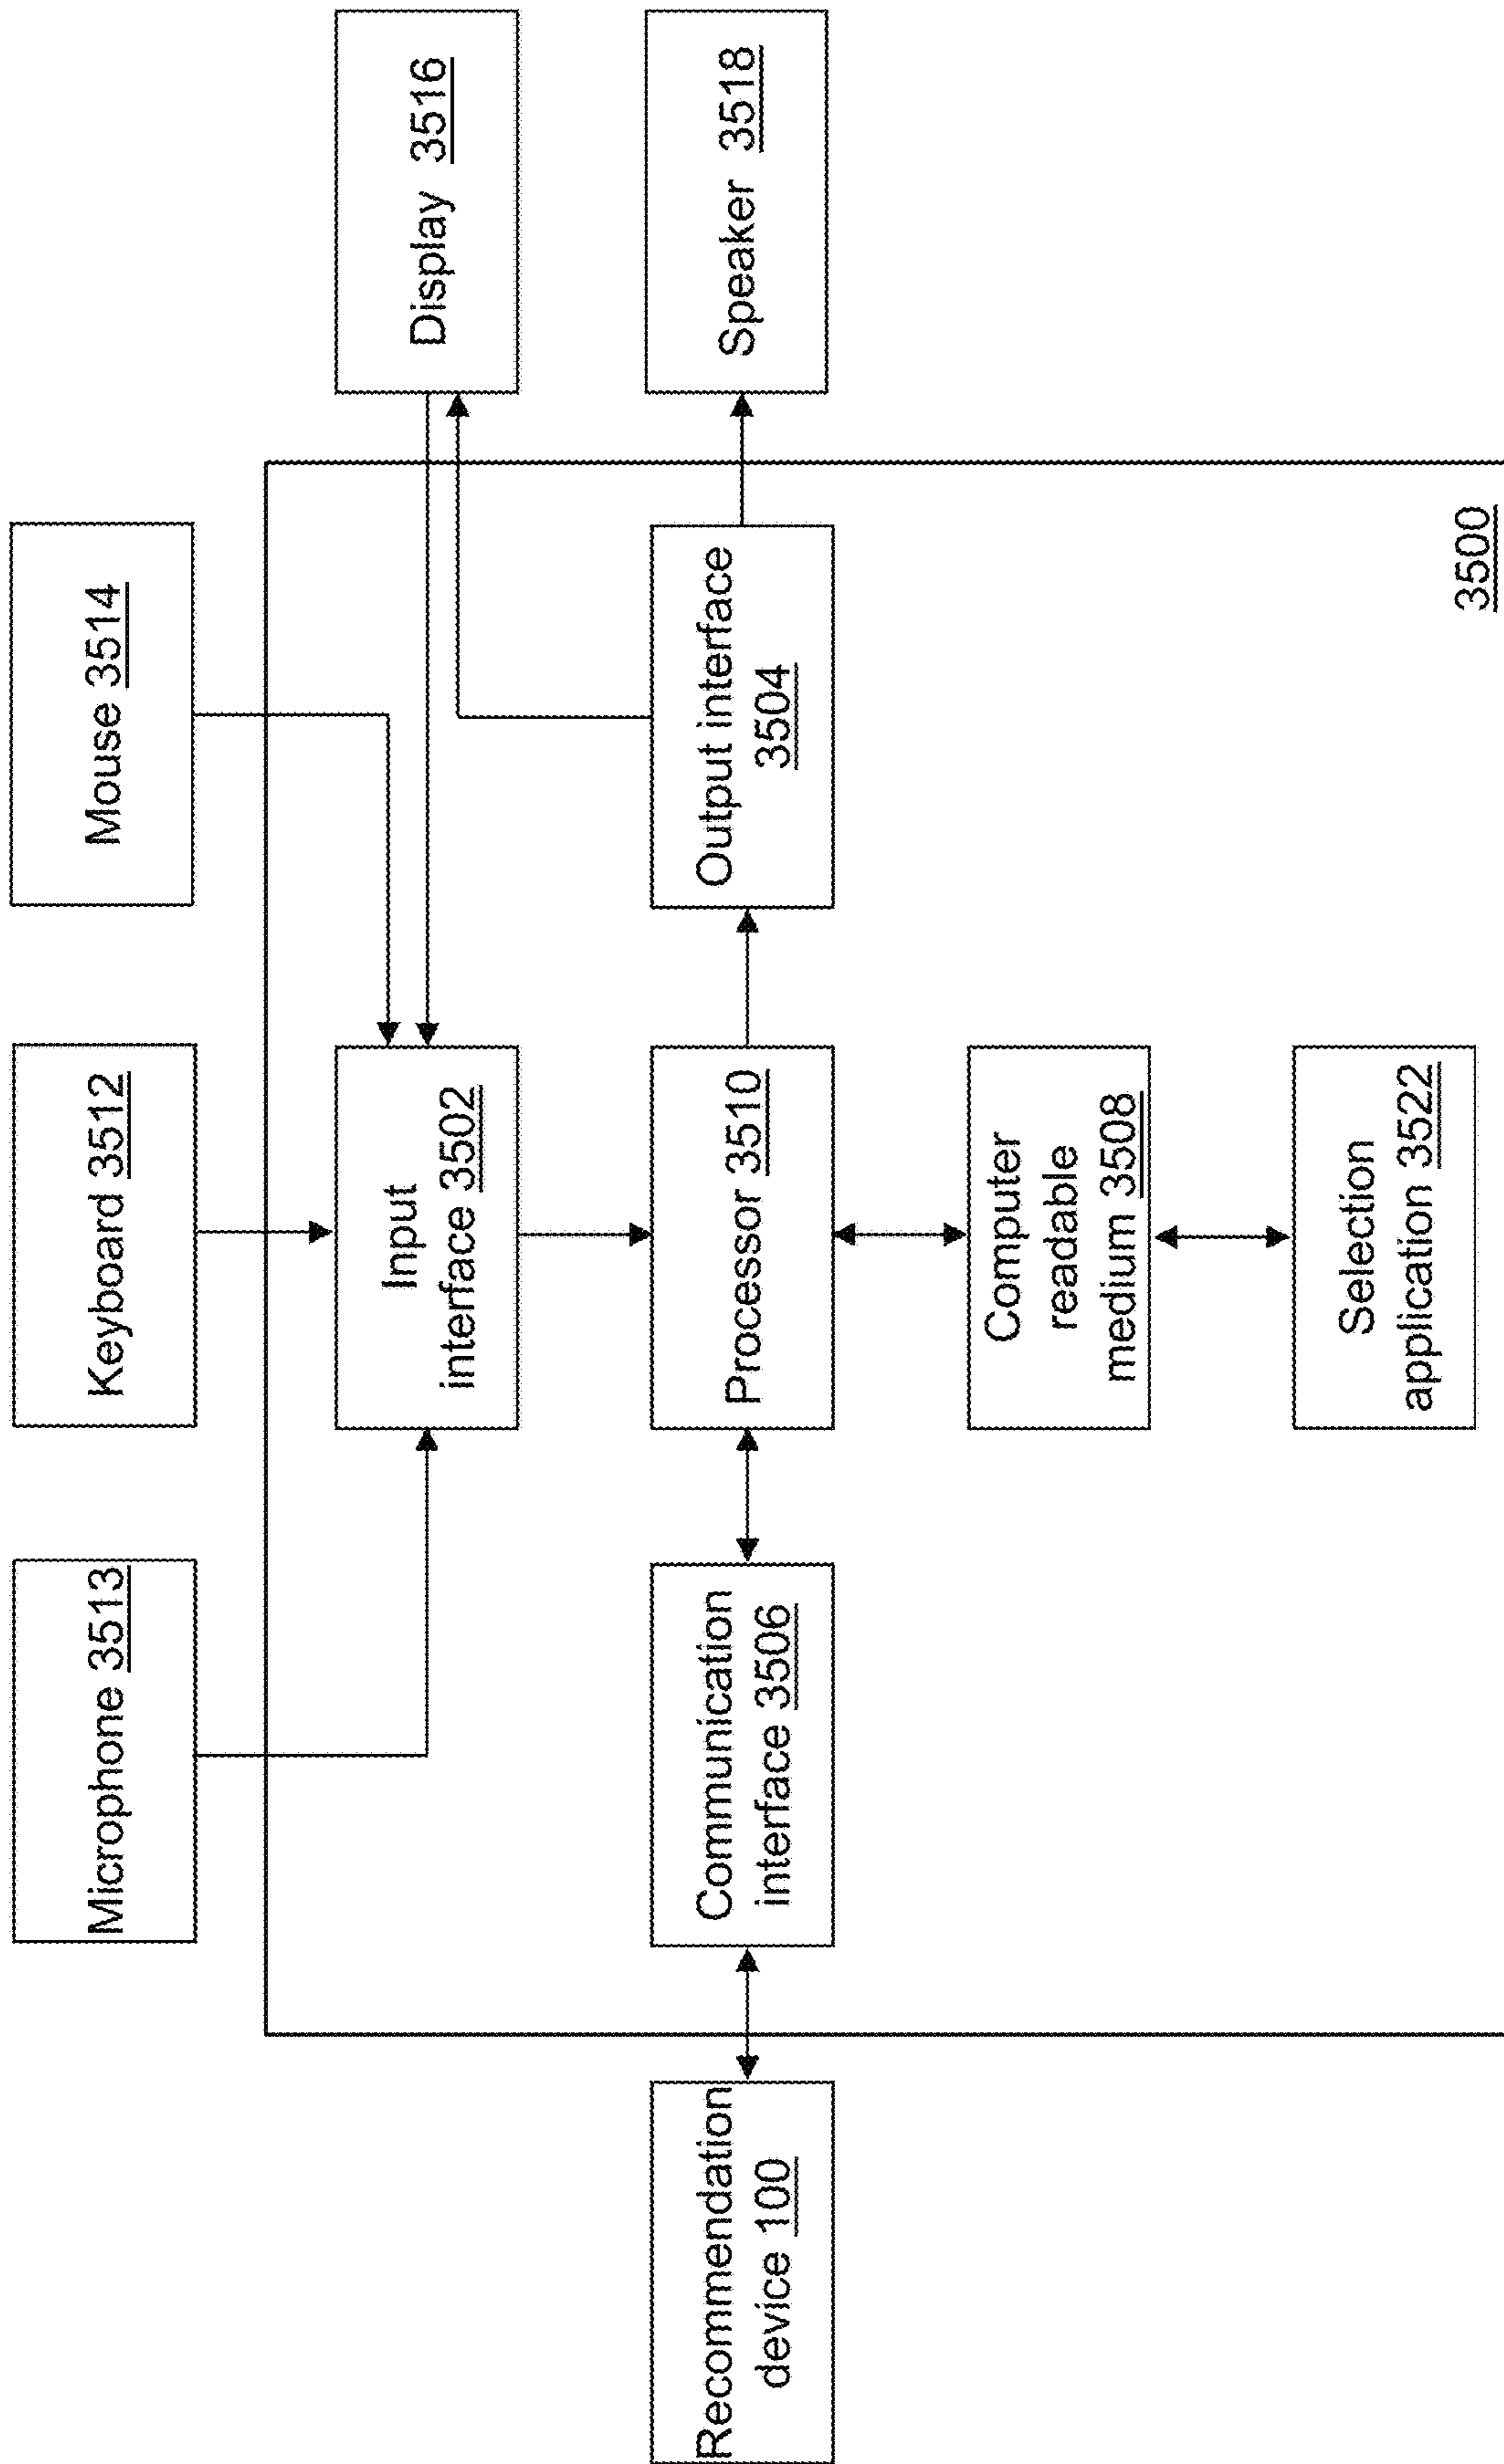 Microphone 3513
Keyboard 3512
Mouse 3514
Input
interface 3502
Display 3516
Recommendation
device 100
Communication
interface 3506
Processor 3510
Output interface
3504
Speaker 3518
Computer
readable
medium 3508
Selection
application 3522
3500